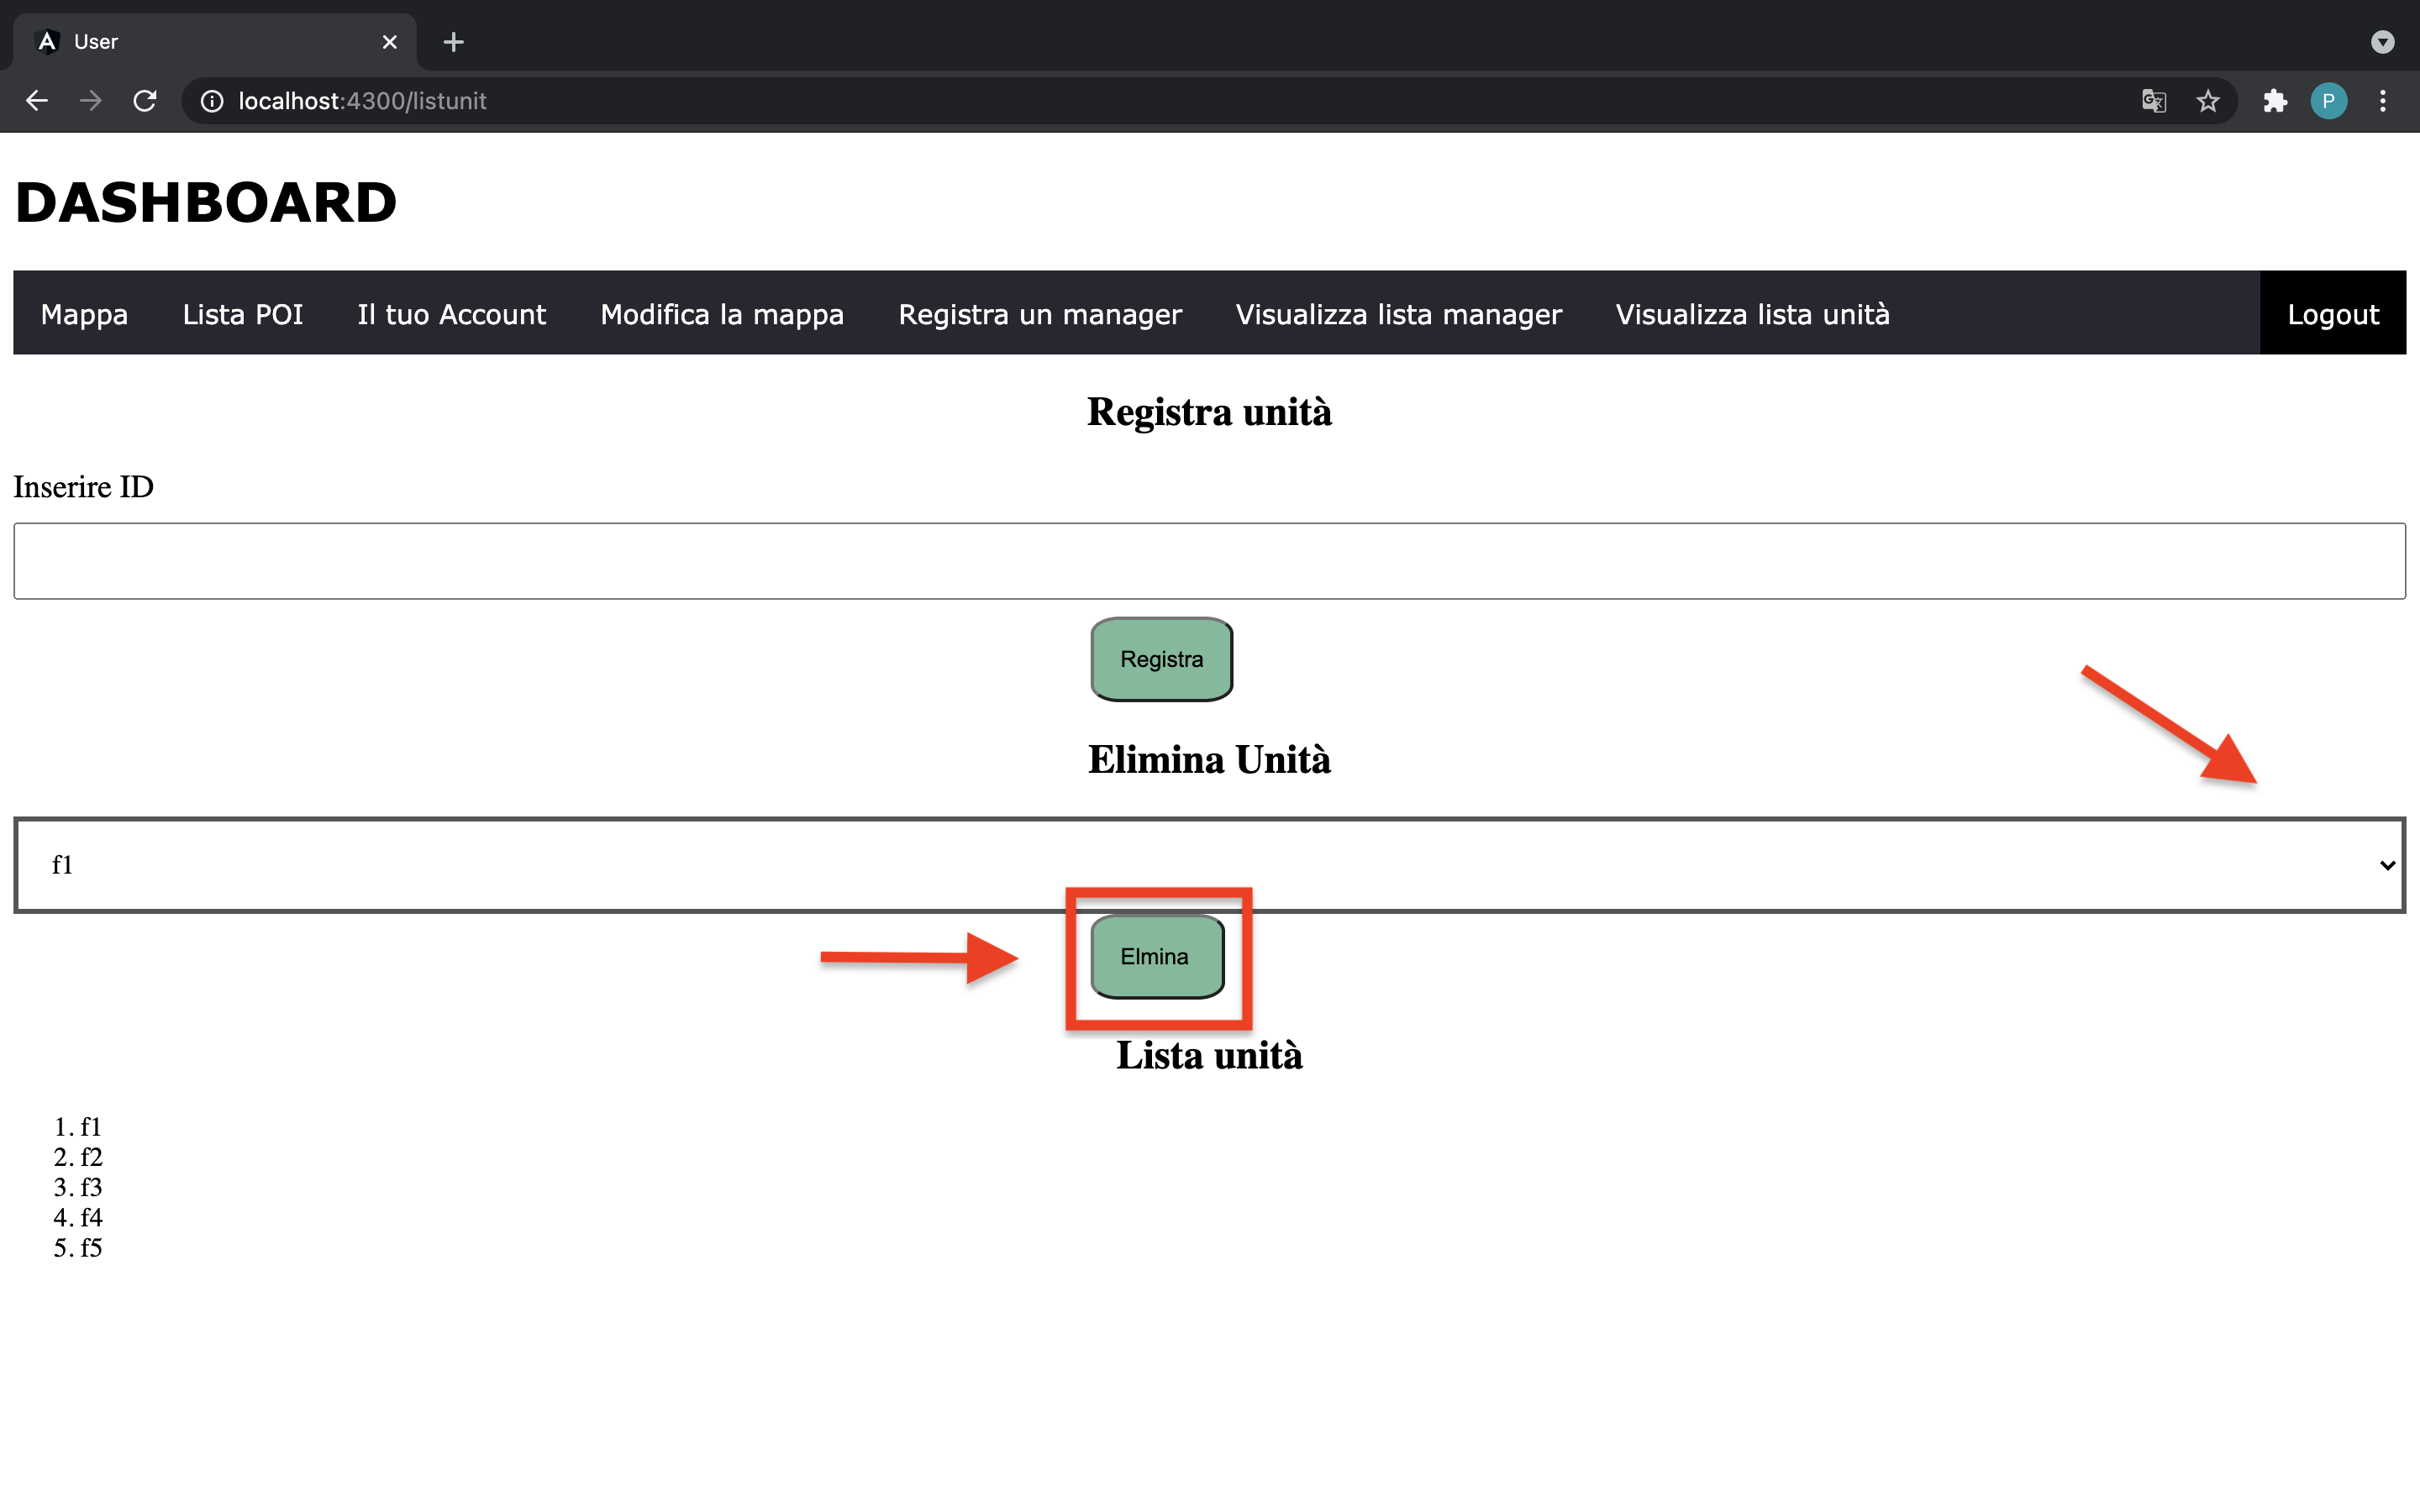 User
localhost:4300/listunit
P
DASHBOARD
Mappa Lista POI Il tuo Account Modifica la mappa Registra un manager Visualizza lista manager Visualizza lista unità Logout
Registra unità
Inserire ID
Registra
Elimina Unità
f1
Elmina
Lista unità
1. f1
2. f2
3. f3
4. f4
5. f5